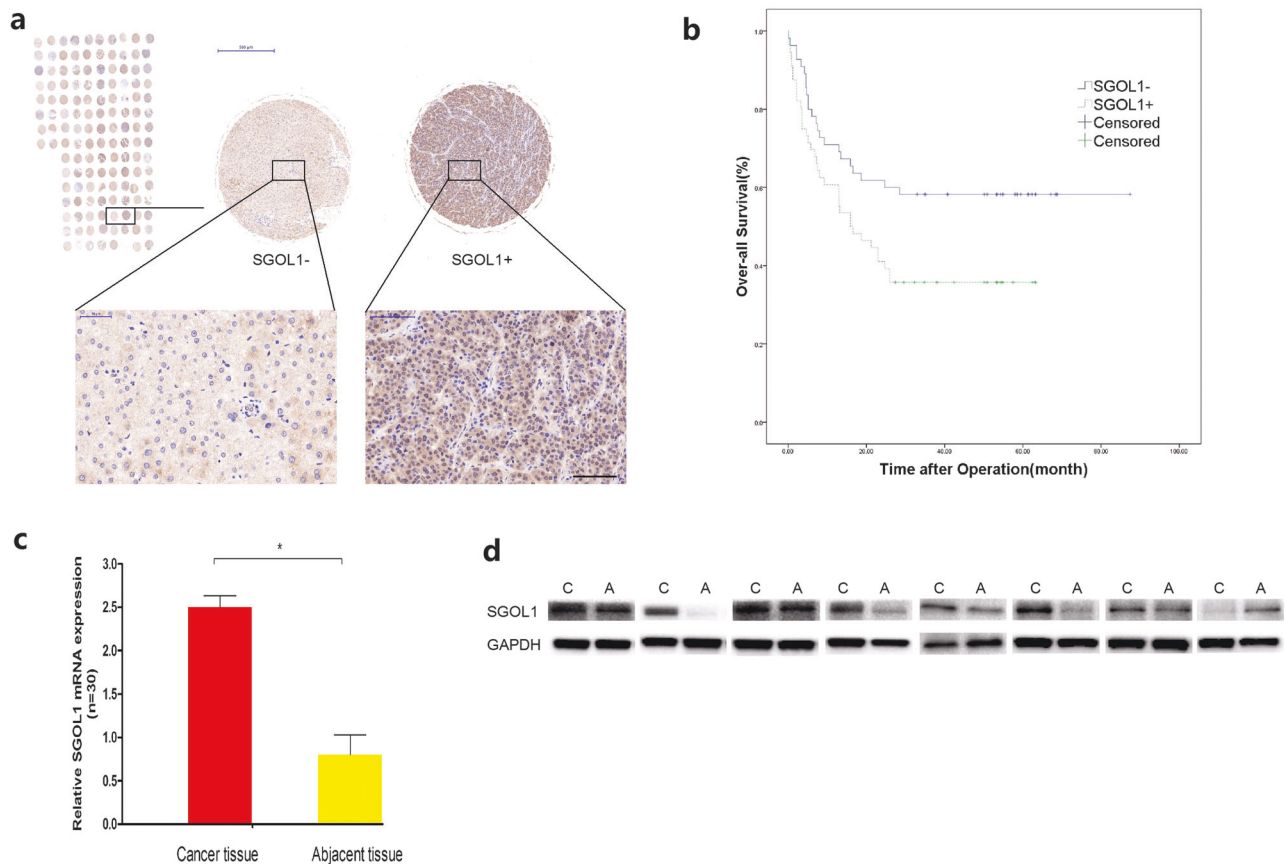 a
200 µm
SGOL1-
SGOL1+
b
1.0
0.8
0.6
0.4
0.2
0.0
Over-all Survival(%)
SGOL1-
SGOL1+
Censored
Censored
0.00 20.00 40.00 60.00 80.00 100.00
Time after Operation(month)
c
Relative SGOL1 mRNA expression
(n=30)
3.0
2.5
2.0
1.5
1.0
0.5
0.0
*
Cancer tissue Abjacent tissue
d
C A C A C A C A C A C A C A C A
SGOL1
GAPDH